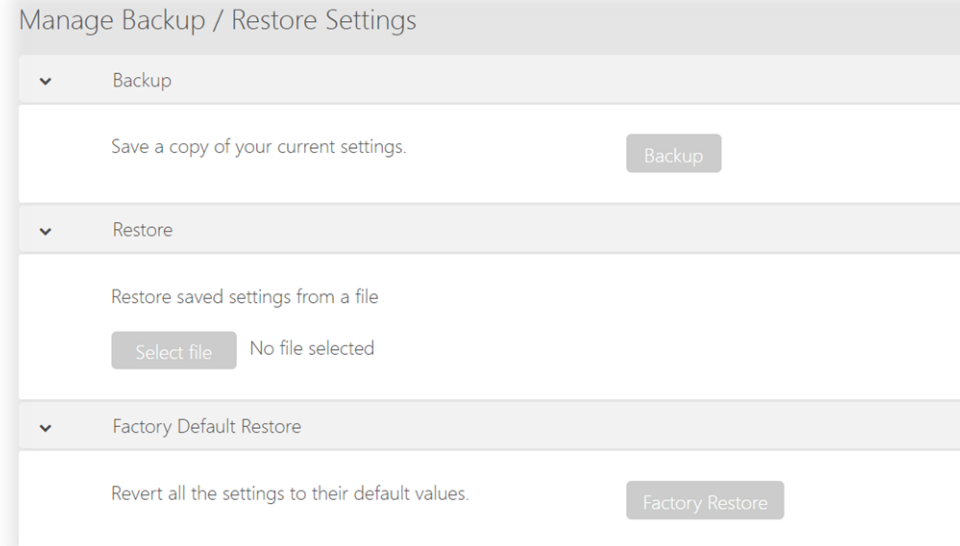 Manage Backup / Restore Settings
Backup
Save a copy of your current settings.
Backup
Restore
Restore saved settings from a file
Select file No file selected
Factory Default Restore
Revert all the settings to their default values.
Factory Restore